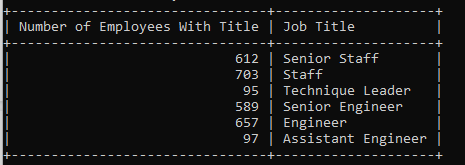 Number of Employees With Title | Job Title
612 | Senior Staff
703 | Staff
95 | Technique Leader
589 | Senior Engineer
657 | Engineer
97 | Assistant Engineer